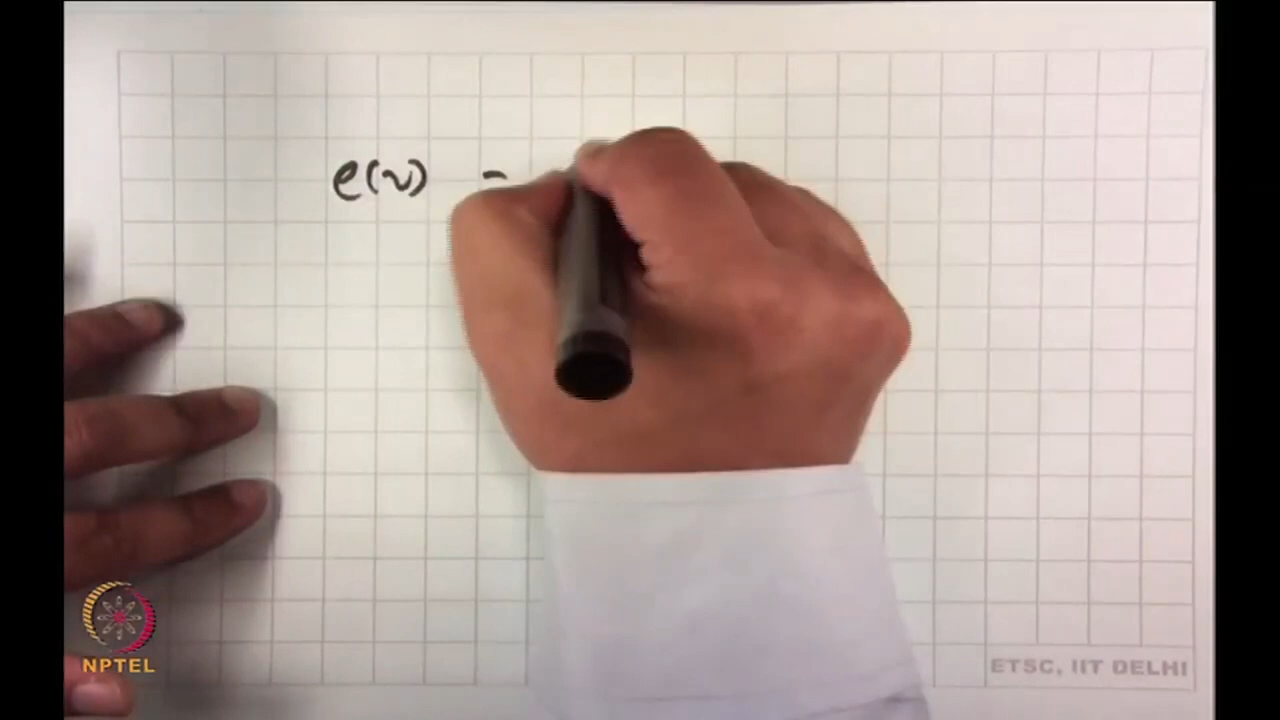 e(ν) =
NPTEL
ETSC, IIT DELHI